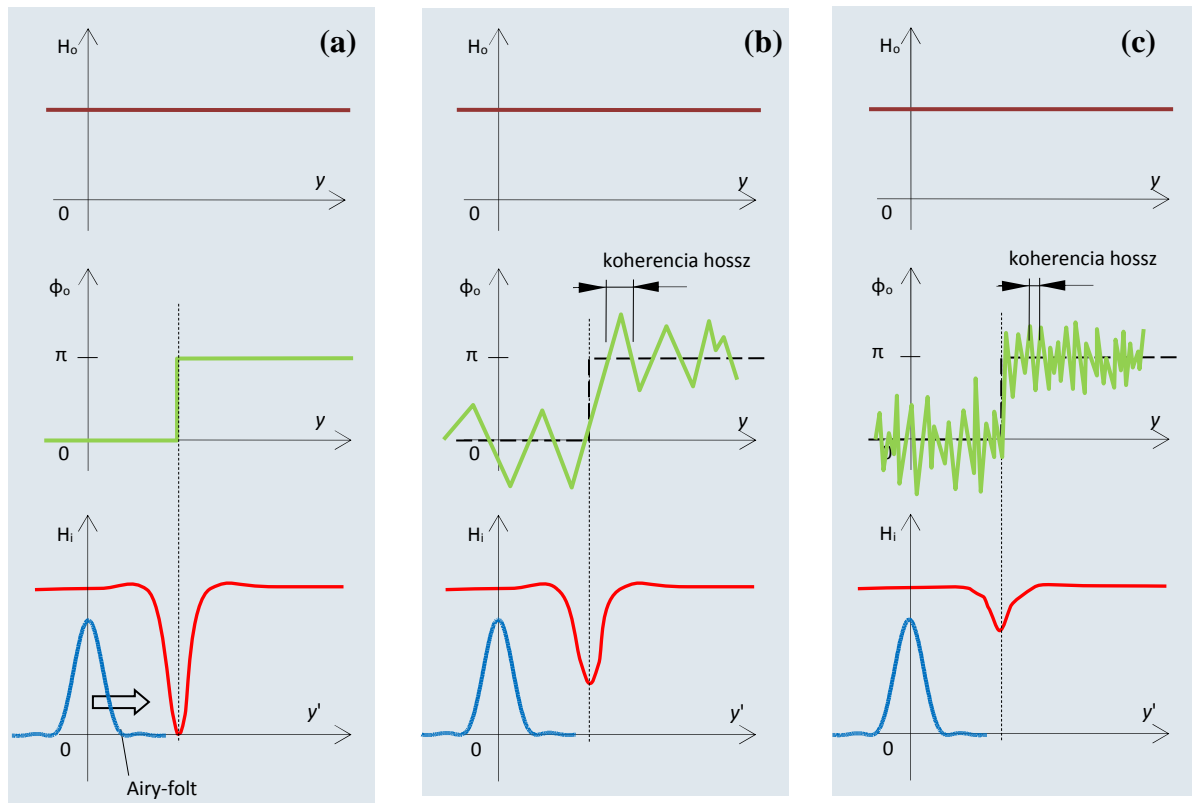 (a)
Hₒ
y
0
ϕₒ
π
y
0
Hᵢ
y'
0
Airy-folt
(b)
Hₒ
y
0
koherencia hossz
ϕₒ
π
y
0
Hᵢ
y'
0
(c)
Hₒ
y
0
koherencia hossz
ϕₒ
π
y
0
Hᵢ
y'
0